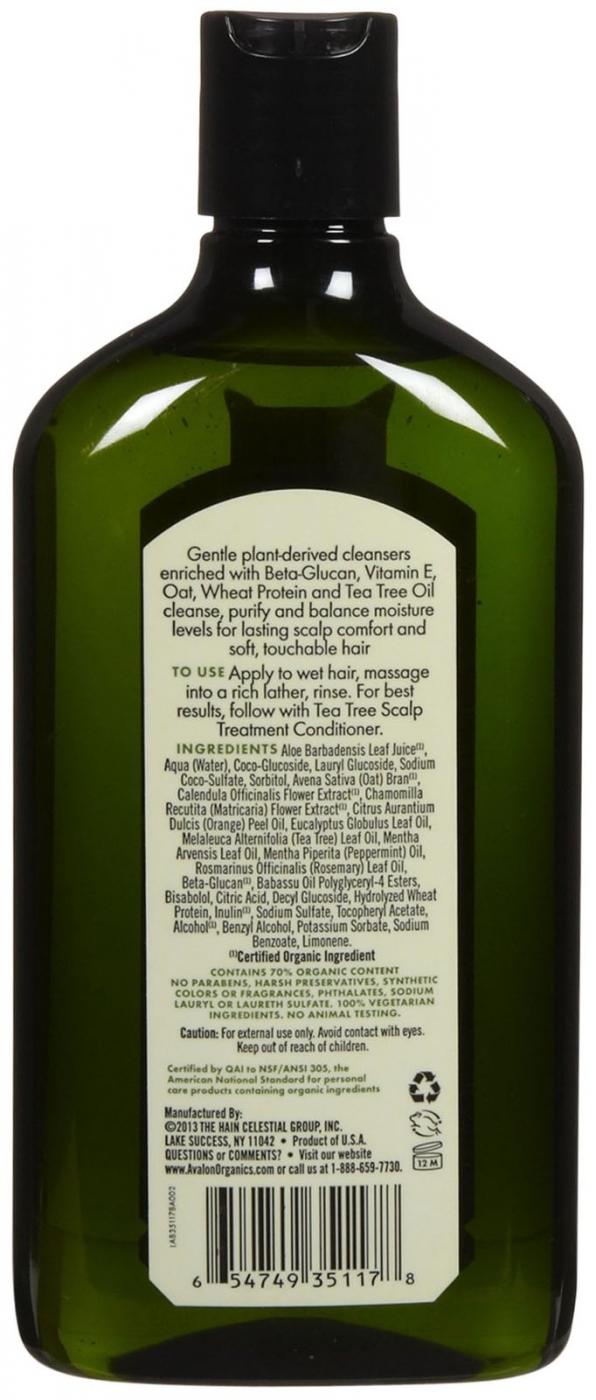 Gentle plant-derived cleansers
enriched with Beta-Glucan, Vitamin E,
Oat, Wheat Protein and Tea Tree Oil
cleanse, purify and balance moisture
levels for lasting scalp comfort and
soft, touchable hair
TO USE Apply to wet hair, massage
into a rich lather, rinse. For best
results, follow with Tea Tree Scalp
Treatment Conditioner.
INGREDIENTS Aloe Barbadensis Leaf Juice⁽¹⁾,
Aqua (Water), Coco-Glucoside, Lauryl Glucoside, Sodium
Coco-Sulfate, Sorbitol, Avena Sativa (Oat) Bran⁽¹⁾,
Calendula Officinalis Flower Extract⁽¹⁾, Chamomilla
Recutita (Matricaria) Flower Extract⁽¹⁾, Citrus Aurantium
Dulcis (Orange) Peel Oil, Eucalyptus Globulus Leaf Oil,
Melaleuca Alternifolia (Tea Tree) Leaf Oil, Mentha
Arvensis Leaf Oil, Mentha Piperita (Peppermint) Oil,
Rosmarinus Officinalis (Rosemary) Leaf Oil,
Beta-Glucan⁽¹⁾, Babassu Oil Polyglyceryl-4 Esters,
Bisabolol, Citric Acid, Decyl Glucoside, Hydrolyzed Wheat
Protein, Inulin⁽¹⁾, Sodium Sulfate, Tocopheryl Acetate,
Alcohol⁽¹⁾, Benzyl Alcohol, Potassium Sorbate, Sodium
Benzoate, Limonene.
⁽¹⁾Certified Organic Ingredient
CONTAINS 70% ORGANIC CONTENT
NO PARABENS, HARSH PRESERVATIVES, SYNTHETIC
COLORS OR FRAGRANCES, PHTHALATES, SODIUM
LAURYL OR LAURETH SULFATE. 100% VEGETARIAN
INGREDIENTS. NO ANIMAL TESTING.
Caution: For external use only. Avoid contact with eyes.
Keep out of reach of children.
Certified by QAI to NSF/ANSI 305, the
American National Standard for personal
care products containing organic ingredients
Manufactured By:
©2013 THE HAIN CELESTIAL GROUP, INC.
LAKE SUCCESS, NY 11042 • Product of U.S.A.
QUESTIONS or COMMENTS? • Visit our website
www.AvalonOrganics.com or call us at 1-888-659-7730.
12 M
LAB35117BA002
6 54749 35117 8